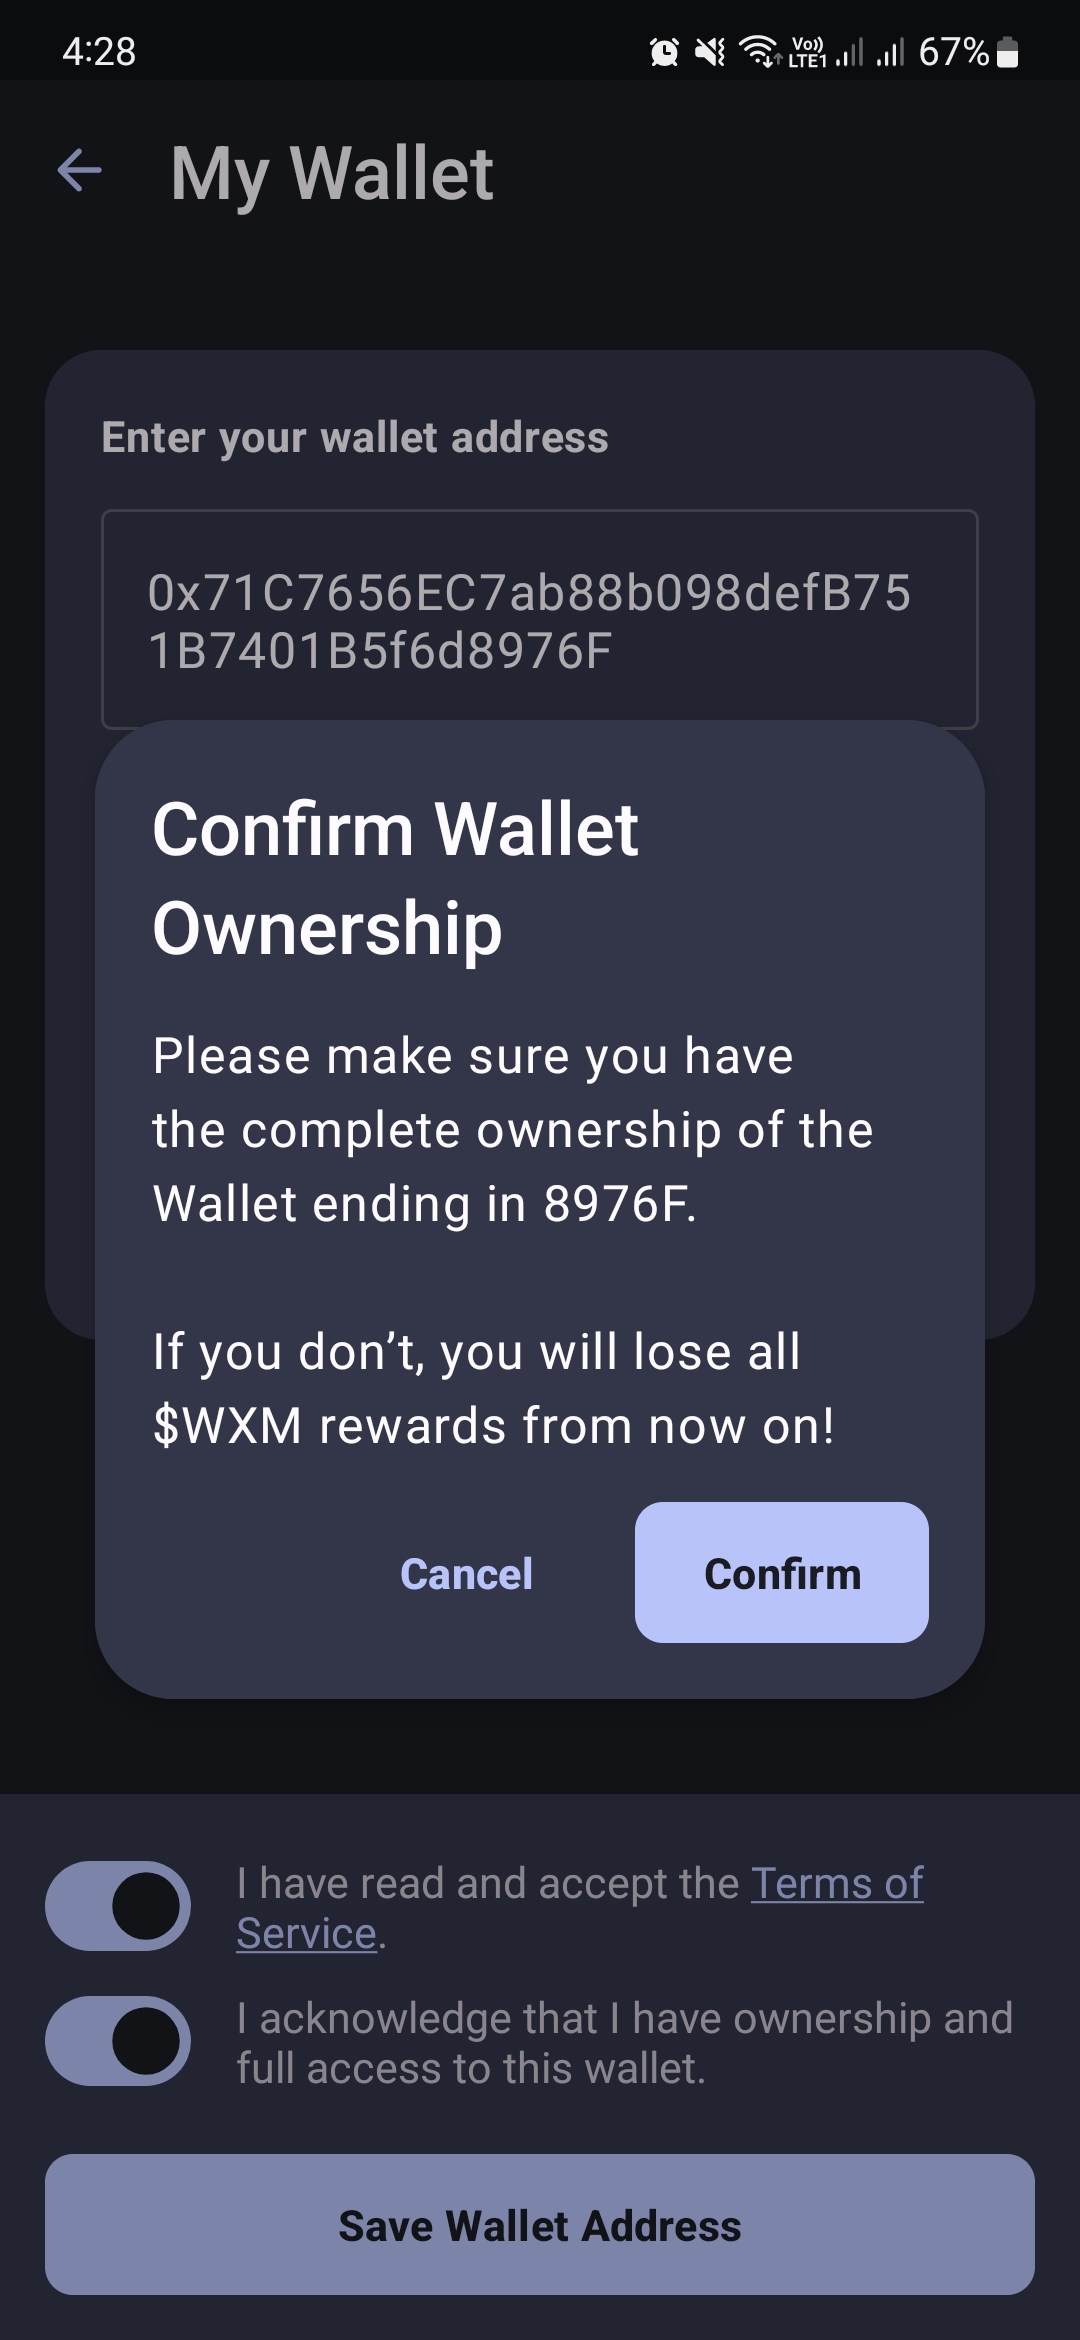 4:28
Vo)) LTE1 67%
My Wallet
Enter your wallet address
0x71C7656EC7ab88b098defB75
1B7401B5f6d8976F
Confirm Wallet
Ownership
Please make sure you have
the complete ownership of the
Wallet ending in 8976F.
If you don’t, you will lose all
$WXM rewards from now on!
Cancel
Confirm
I have read and accept the Terms of
Service.
I acknowledge that I have ownership and
full access to this wallet.
Save Wallet Address